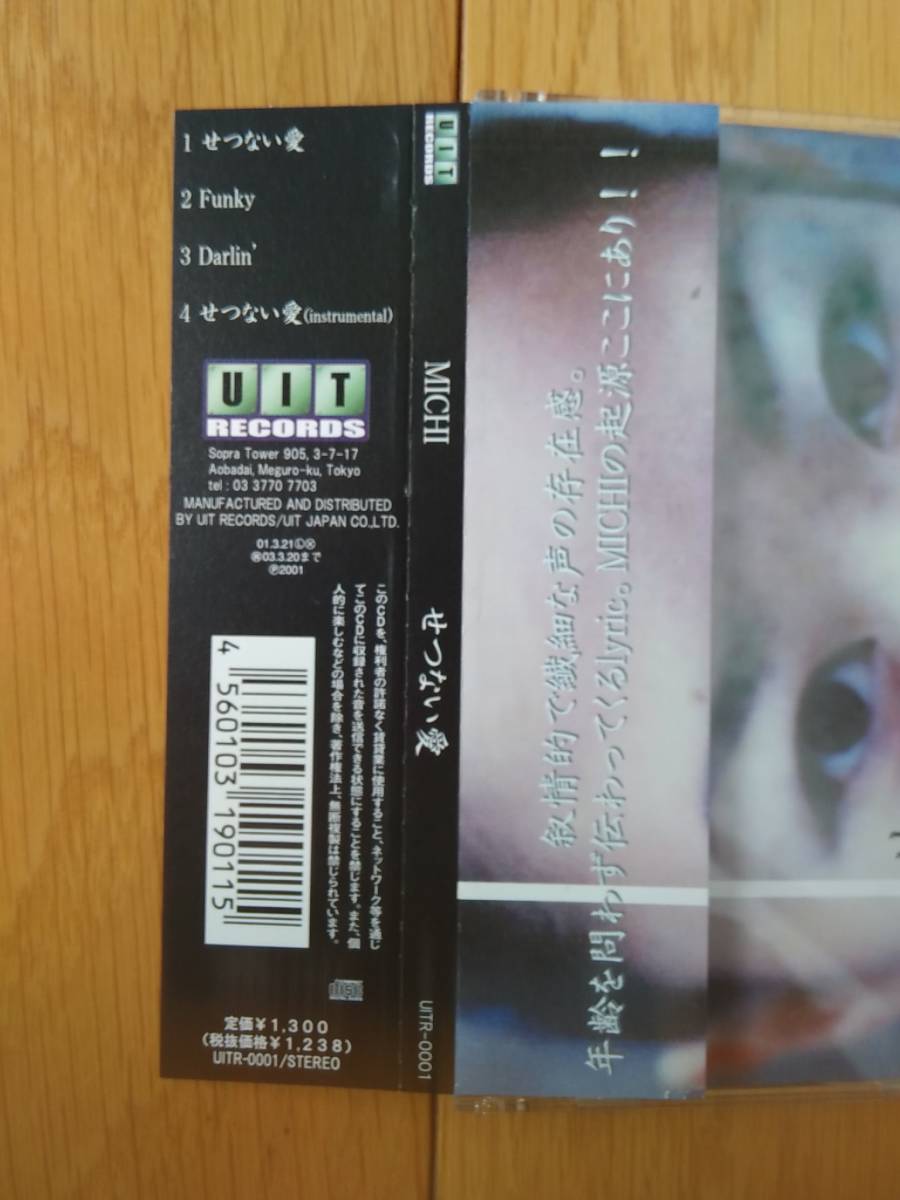 1 せつない愛
2 Funky
3 Darlin'
4 せつない愛(instrumental)
UIT
RECORDS
Sopra Tower 905, 3-7-17
Aobadai, Meguro-ku, Tokyo
tel : 03 3770 7703
MANUFACTURED AND DISTRIBUTED
BY UIT RECORDS/UIT JAPAN CO.,LTD.
01.3.21Ⓛ Ⓧ
Ⓗ03.3.20まで
Ⓟ2001
このCDを、権利者の許諾なく賃貸業に使用すること、ネットワーク等を通じ
てこのCDに収録された音を送信できる状態にすることを禁じます。また、個
人的に楽しむなどの場合を除き、著作権法上、無断複製は禁じられています。
4 560103 190115
定価¥1,300
(税抜価格¥1,238)
UITR-0001/STEREO
UIT
RECORDS
MICHI
せつない愛
UITR-0001
叙情的で繊細な声の存在感。
年齢を問わず伝わってくるlyric。MICHIの起源ここにあり！！